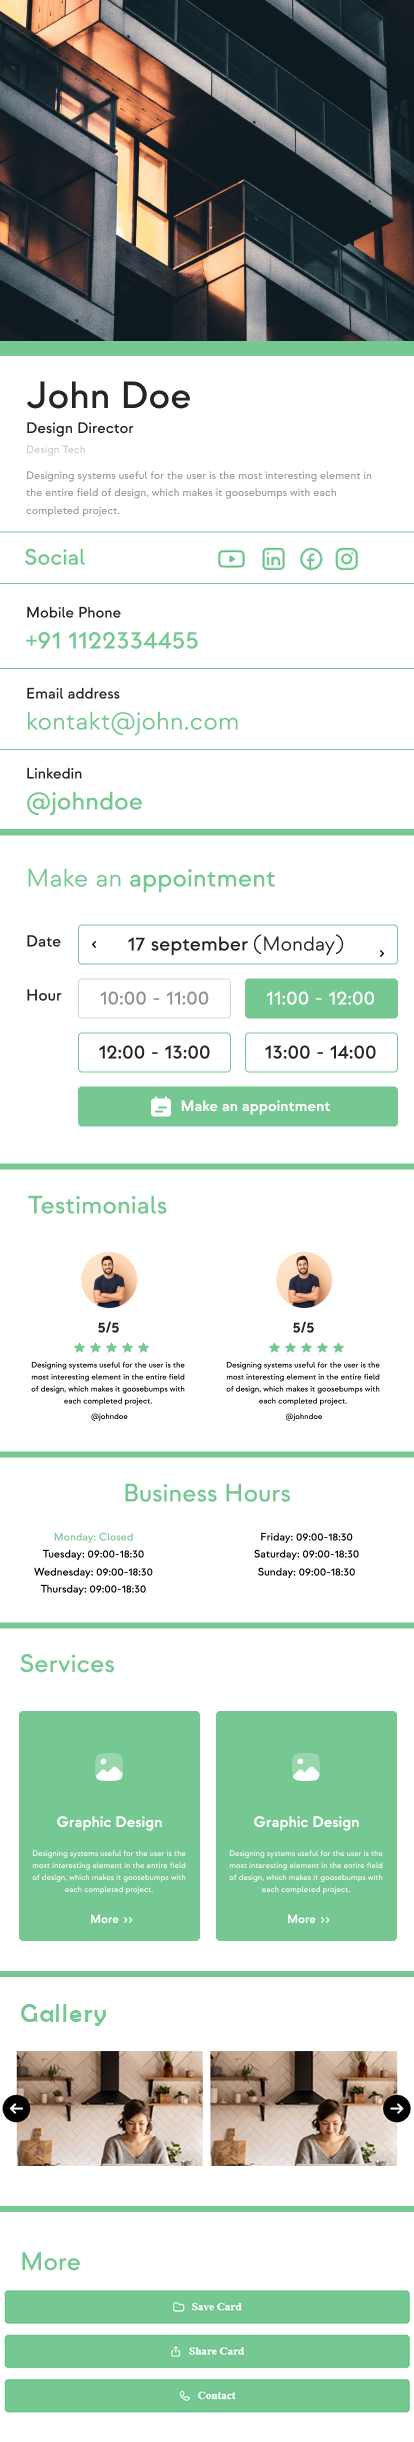 John Doe
Design Director
Design Tech
Designing systems useful for the user is the most interesting element in
the entire field of design, which makes it goosebumps with each
completed project.
Social
Mobile Phone
+91 1122334455
Email address
kontakt@john.com
Linkedin
@johndoe
Make an appointment
Date
17 september (Monday)
Hour
10:00 - 11:00
11:00 - 12:00
12:00 - 13:00
13:00 - 14:00
Make an appointment
Testimonials
5/5
Designing systems useful for the user is the
most interesting element in the entire field
of design, which makes it goosebumps with
each completed project.
@johndoe
5/5
Designing systems useful for the user is the
most interesting element in the entire field
of design, which makes it goosebumps with
each completed project.
@johndoe
Business Hours
Monday: Closed
Tuesday: 09:00-18:30
Wednesday: 09:00-18:30
Thursday: 09:00-18:30
Friday: 09:00-18:30
Saturday: 09:00-18:30
Sunday: 09:00-18:30
Services
Graphic Design
Designing systems useful for the user is the
most interesting element in the entire field
of design, which makes it goosebumps with
each completed project.
More >>
Graphic Design
Designing systems useful for the user is the
most interesting element in the entire field
of design, which makes it goosebumps with
each completed project.
More >>
Gallery
More
Save Card
Share Card
Contact